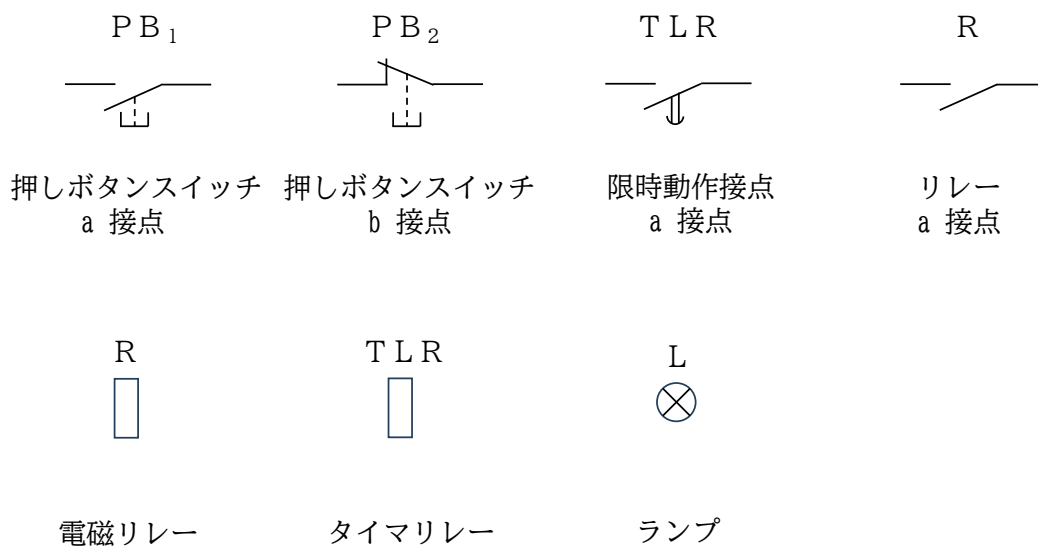 ＰＢ₁
ＰＢ₂
ＴＬＲ
Ｒ
押しボタンスイッチ
a 接点
押しボタンスイッチ
b 接点
限時動作接点
a 接点
リレー
a 接点
Ｒ
ＴＬＲ
Ｌ
電磁リレー
タイマリレー
ランプ